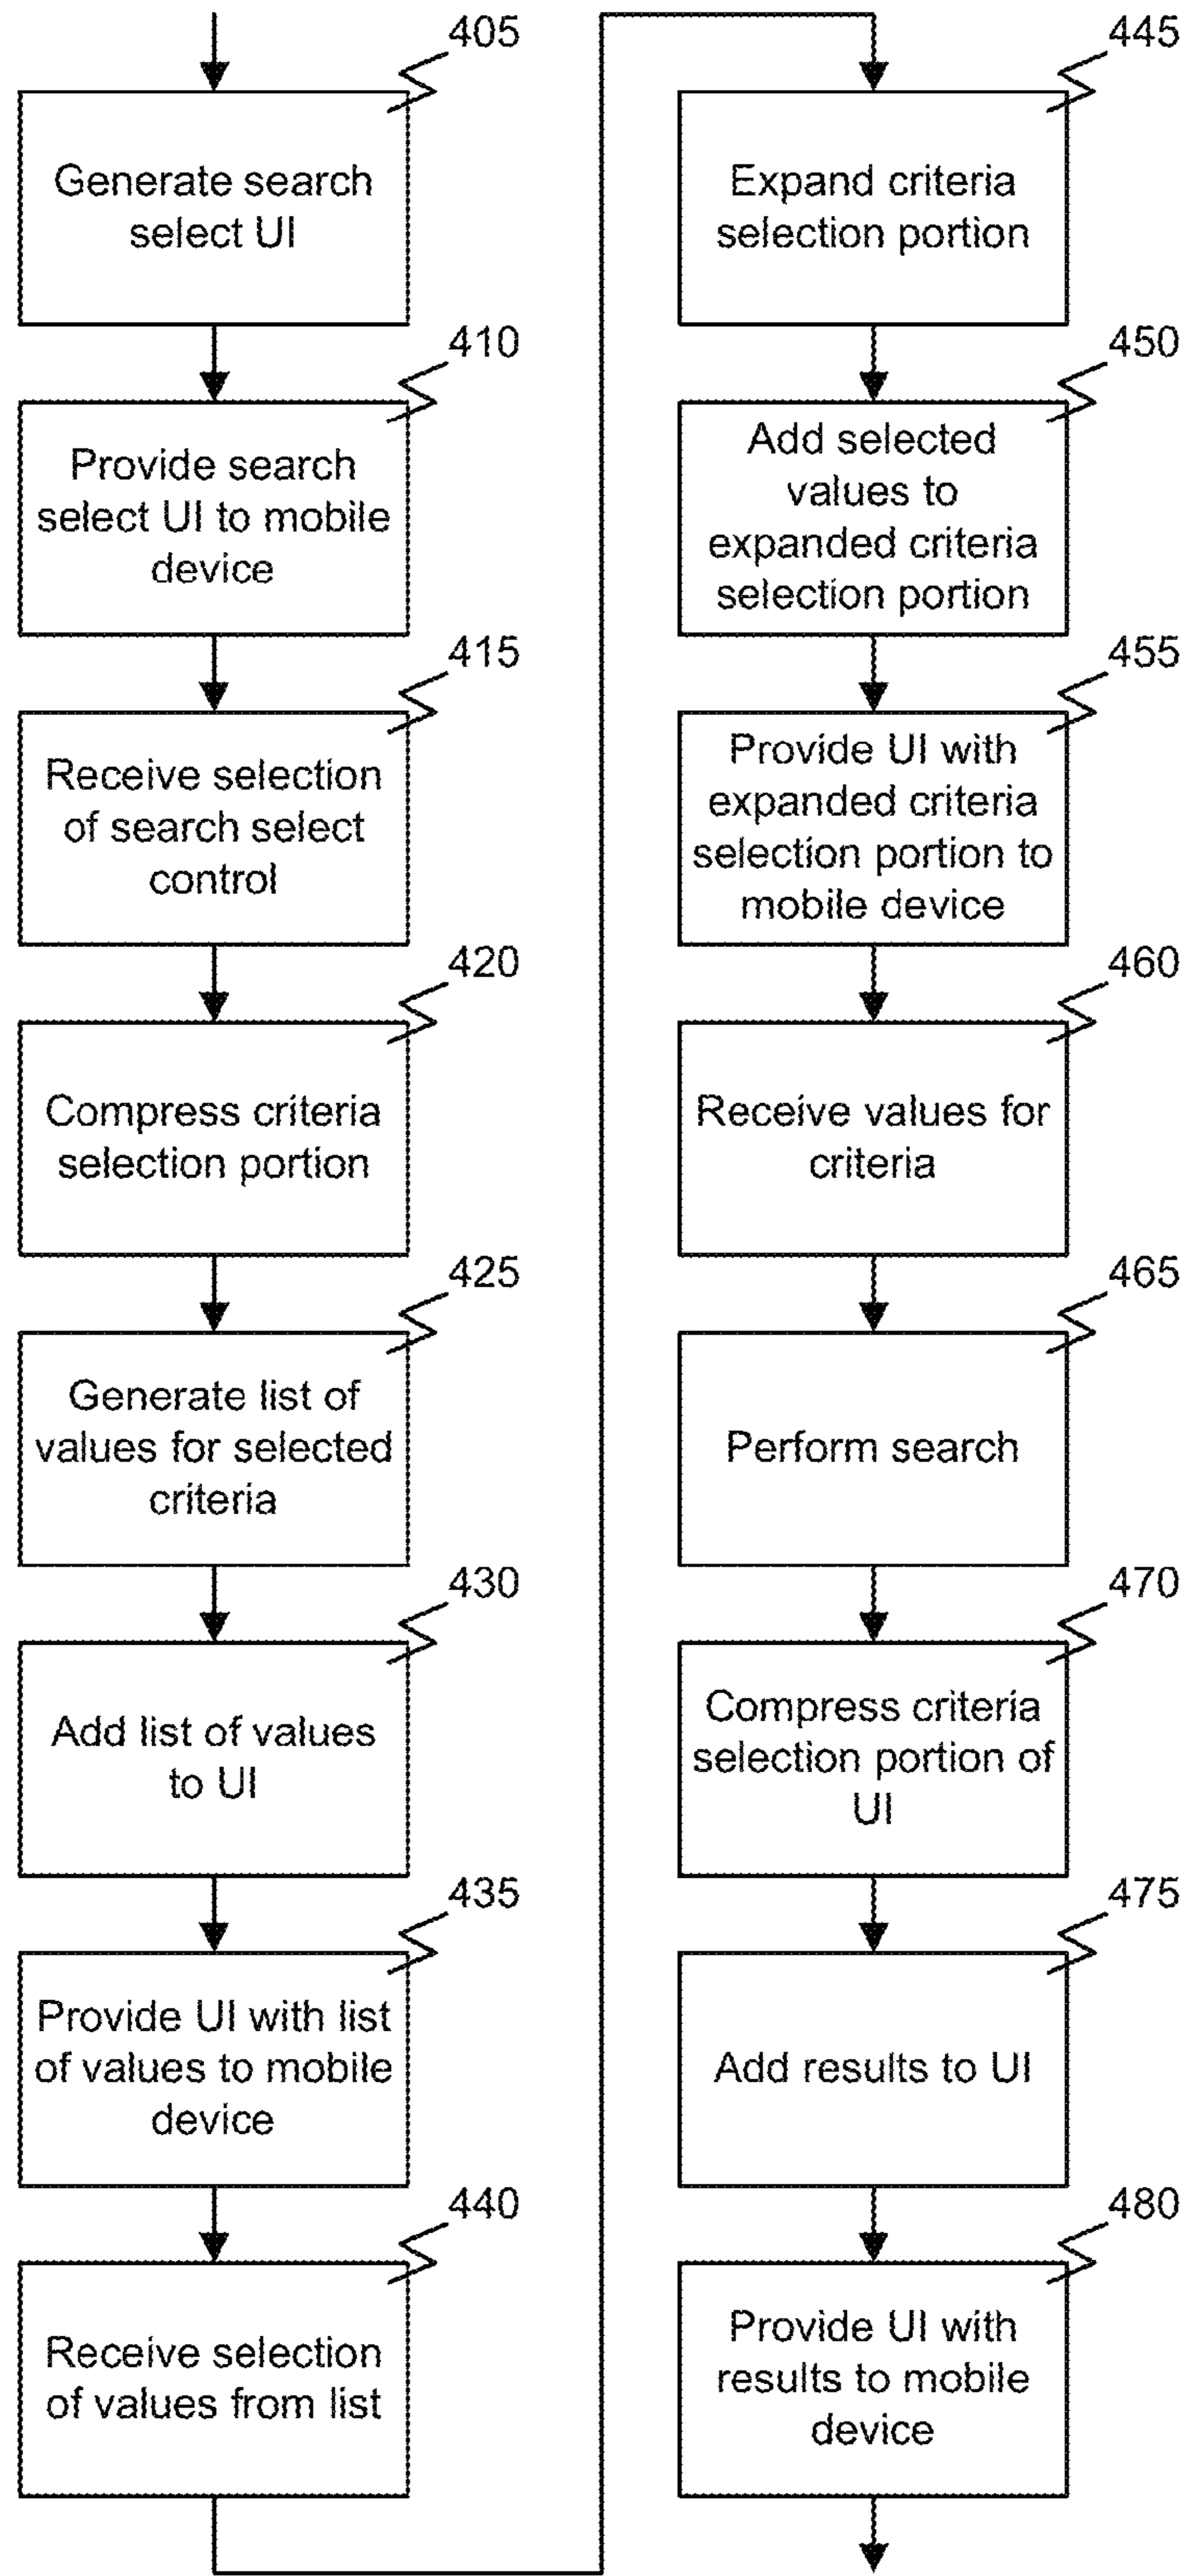 405
Generate search
select UI
410
Provide search
select UI to mobile
device
415
Receive selection
of search select
control
420
Compress criteria
selection portion
425
Generate list of
values for selected
criteria
430
Add list of values
to UI
435
Provide UI with list
of values to mobile
device
440
Receive selection
of values from list
445
Expand criteria
selection portion
450
Add selected
values to
expanded criteria
selection portion
455
Provide UI with
expanded criteria
selection portion to
mobile device
460
Receive values for
criteria
465
Perform search
470
Compress criteria
selection portion of
UI
475
Add results to UI
480
Provide UI with
results to mobile
device